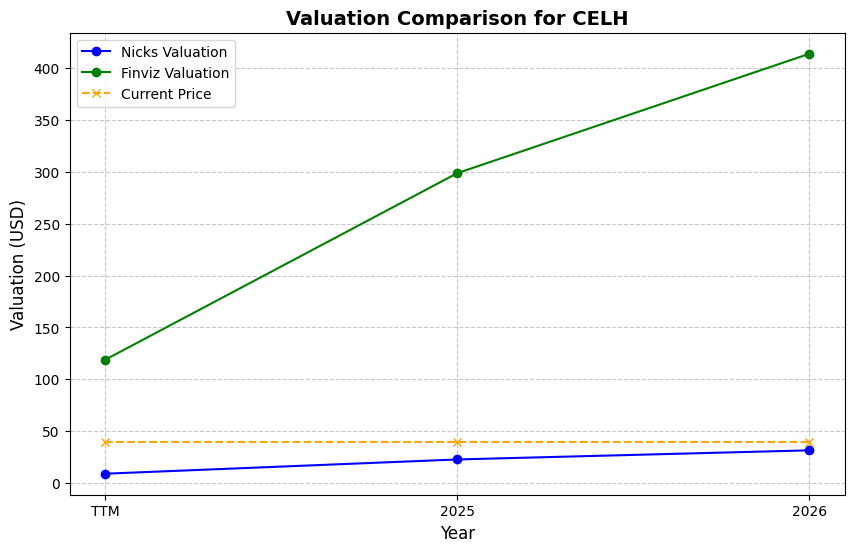 Valuation Comparison for CELH
Nicks Valuation
Finviz Valuation
Current Price
400
350
300
250
200
150
100
50
0
Valuation (USD)
TTM
2025
2026
Year